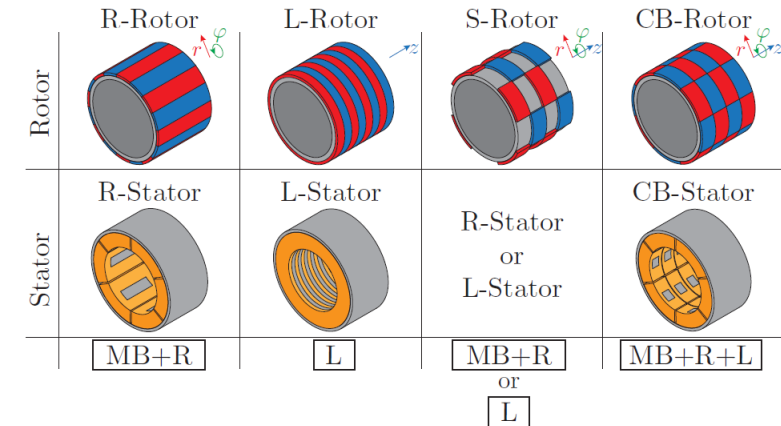 R-Rotor L-Rotor S-Rotor CB-Rotor
Rotor
r φ
z
r φ z
r φ z
R-Stator L-Stator CB-Stator
Stator
R-Stator
or
L-Stator
MB+R L MB+R MB+R+L
or
L